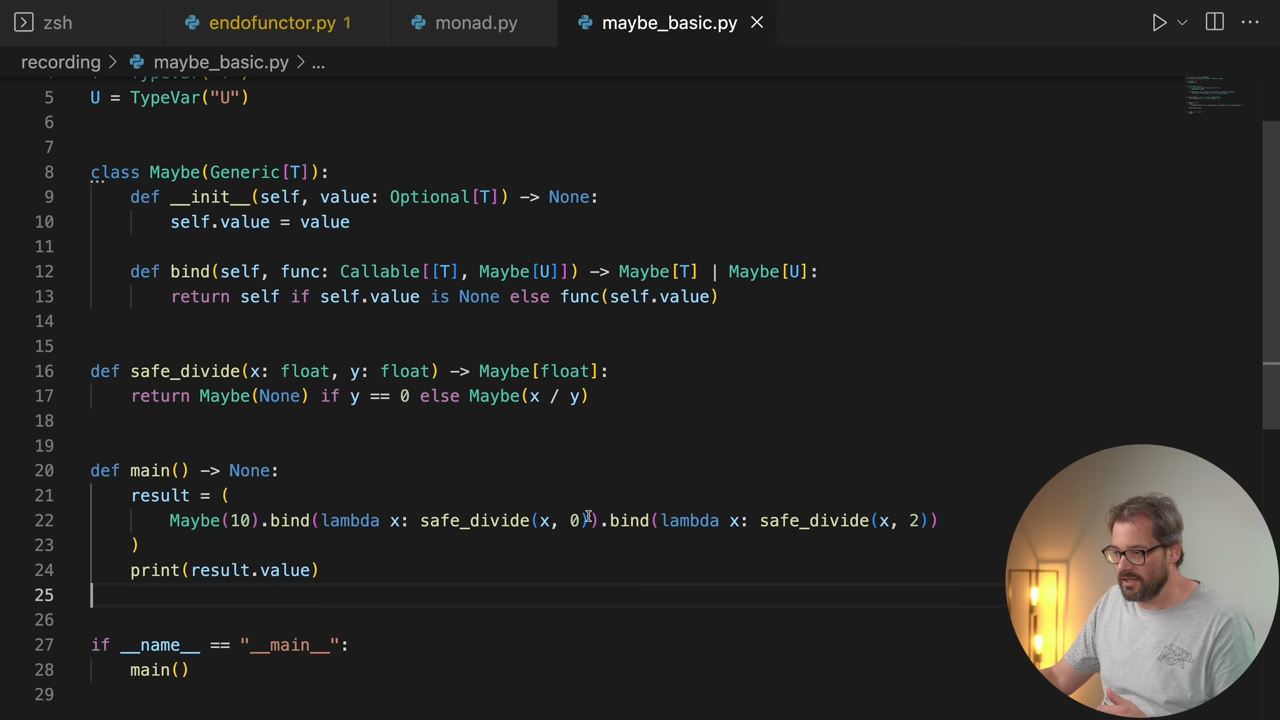 zsh
endofunctor.py 1
monad.py
maybe_basic.py
recording > maybe_basic.py > ...
5 U = TypeVar("U")
6
7
8 class Maybe(Generic[T]):
9     def __init__(self, value: Optional[T]) -> None:
10         self.value = value
11
12     def bind(self, func: Callable[[T], Maybe[U]]) -> Maybe[T] | Maybe[U]:
13         return self if self.value is None else func(self.value)
14
15
16 def safe_divide(x: float, y: float) -> Maybe[float]:
17     return Maybe(None) if y == 0 else Maybe(x / y)
18
19
20 def main() -> None:
21     result = (
22         Maybe(10).bind(lambda x: safe_divide(x, 0)).bind(lambda x: safe_divide(x, 2))
23     )
24     print(result.value)
25
26
27 if __name__ == "__main__":
28     main()
29